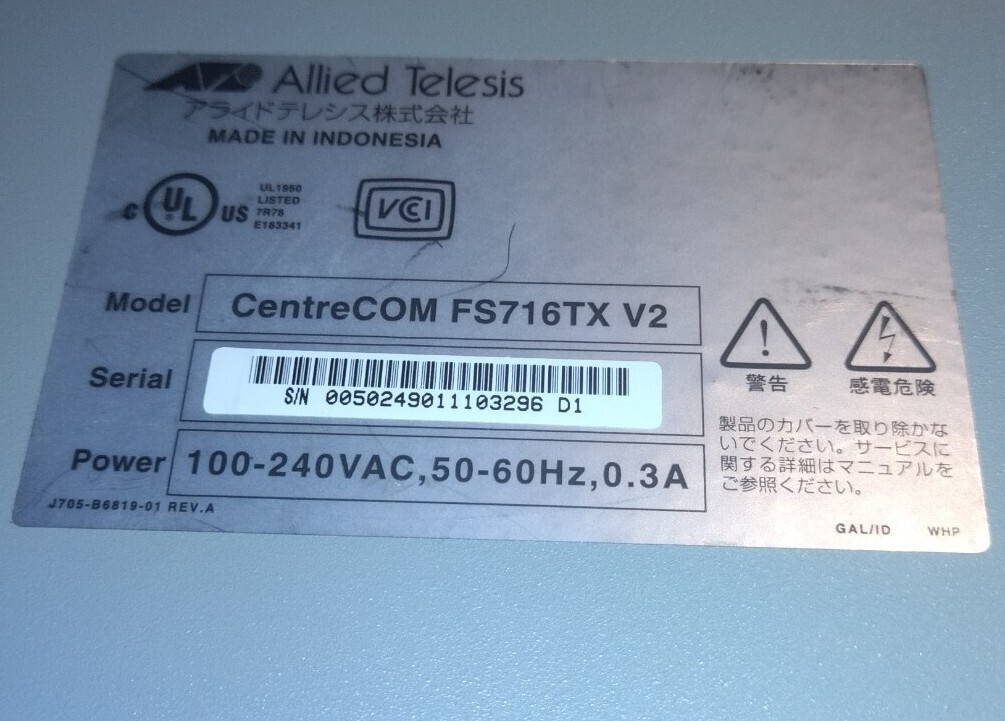 Allied Telesis
アライドテレシス株式会社
MADE IN INDONESIA
C UL® US
UL1950
LISTED
7R78
E183341
VCCI
Model CentreCOM FS716TX V2
Serial
S/N 0050249011103296 D1
Power 100-240VAC,50-60Hz,0.3A
J705-B6819-01 REV.A
警告
感電危険
製品のカバーを取り除かな
いでください。サービスに
関する詳細はマニュアルを
ご参照ください。
GAL/ID WHP